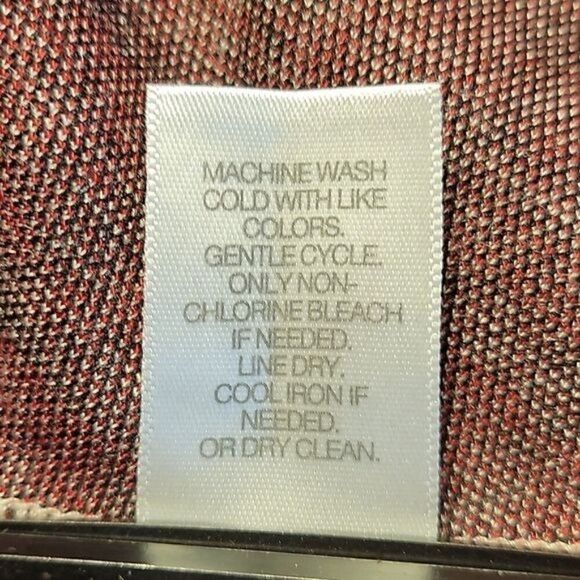 MACHINE WASH
COLD WITH LIKE
COLORS.
GENTLE CYCLE.
ONLY NON-
CHLORINE BLEACH
IF NEEDED.
LINE DRY.
COOL IRON IF
NEEDED.
OR DRY CLEAN.